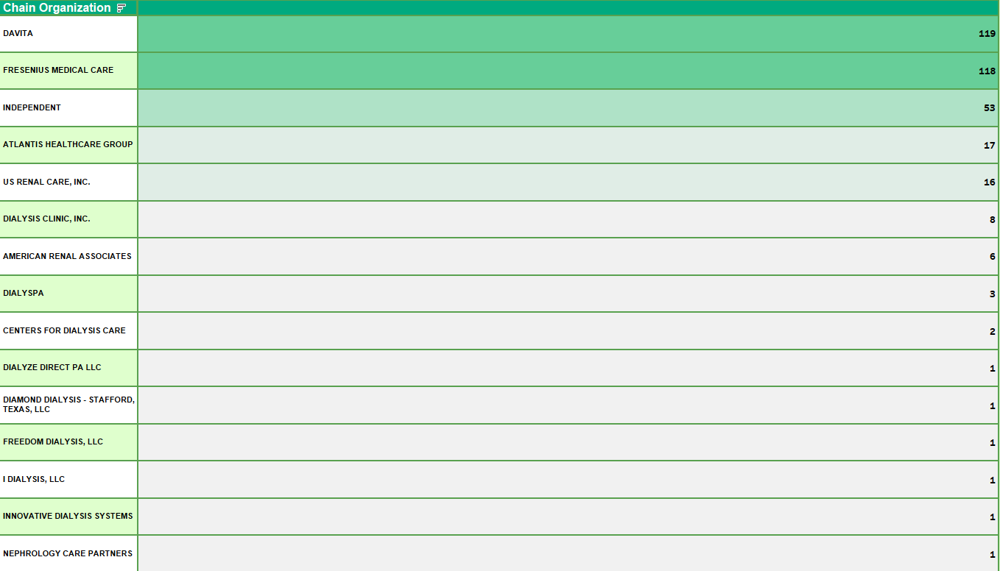 Chain Organization
DAVITA 119
FRESENIUS MEDICAL CARE 118
INDEPENDENT 53
ATLANTIS HEALTHCARE GROUP 17
US RENAL CARE, INC. 16
DIALYSIS CLINIC, INC. 8
AMERICAN RENAL ASSOCIATES 6
DIALYSPA 3
CENTERS FOR DIALYSIS CARE 2
DIALYZE DIRECT PA LLC 1
DIAMOND DIALYSIS - STAFFORD,
TEXAS, LLC 1
FREEDOM DIALYSIS, LLC 1
I DIALYSIS, LLC 1
INNOVATIVE DIALYSIS SYSTEMS 1
NEPHROLOGY CARE PARTNERS 1